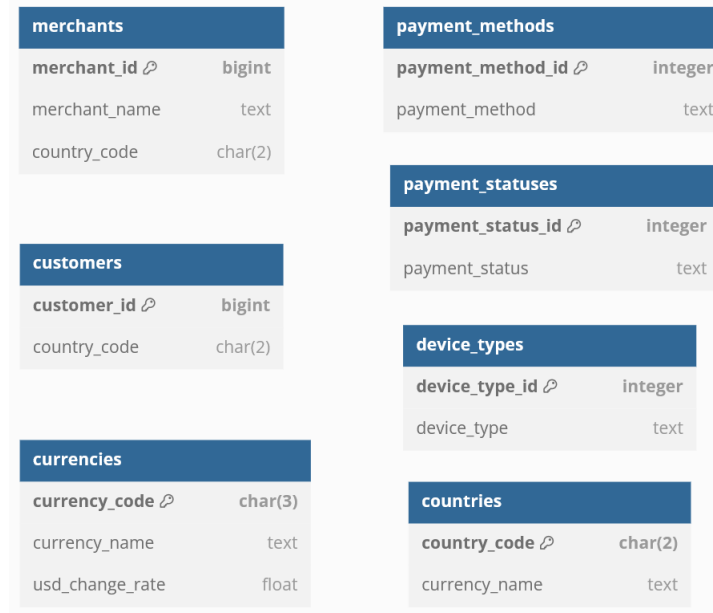 merchants
merchant_id bigint
merchant_name text
country_code char(2)
customers
customer_id bigint
country_code char(2)
currencies
currency_code char(3)
currency_name text
usd_change_rate float
payment_methods
payment_method_id integer
payment_method text
payment_statuses
payment_status_id integer
payment_status text
device_types
device_type_id integer
device_type text
countries
country_code char(2)
currency_name text